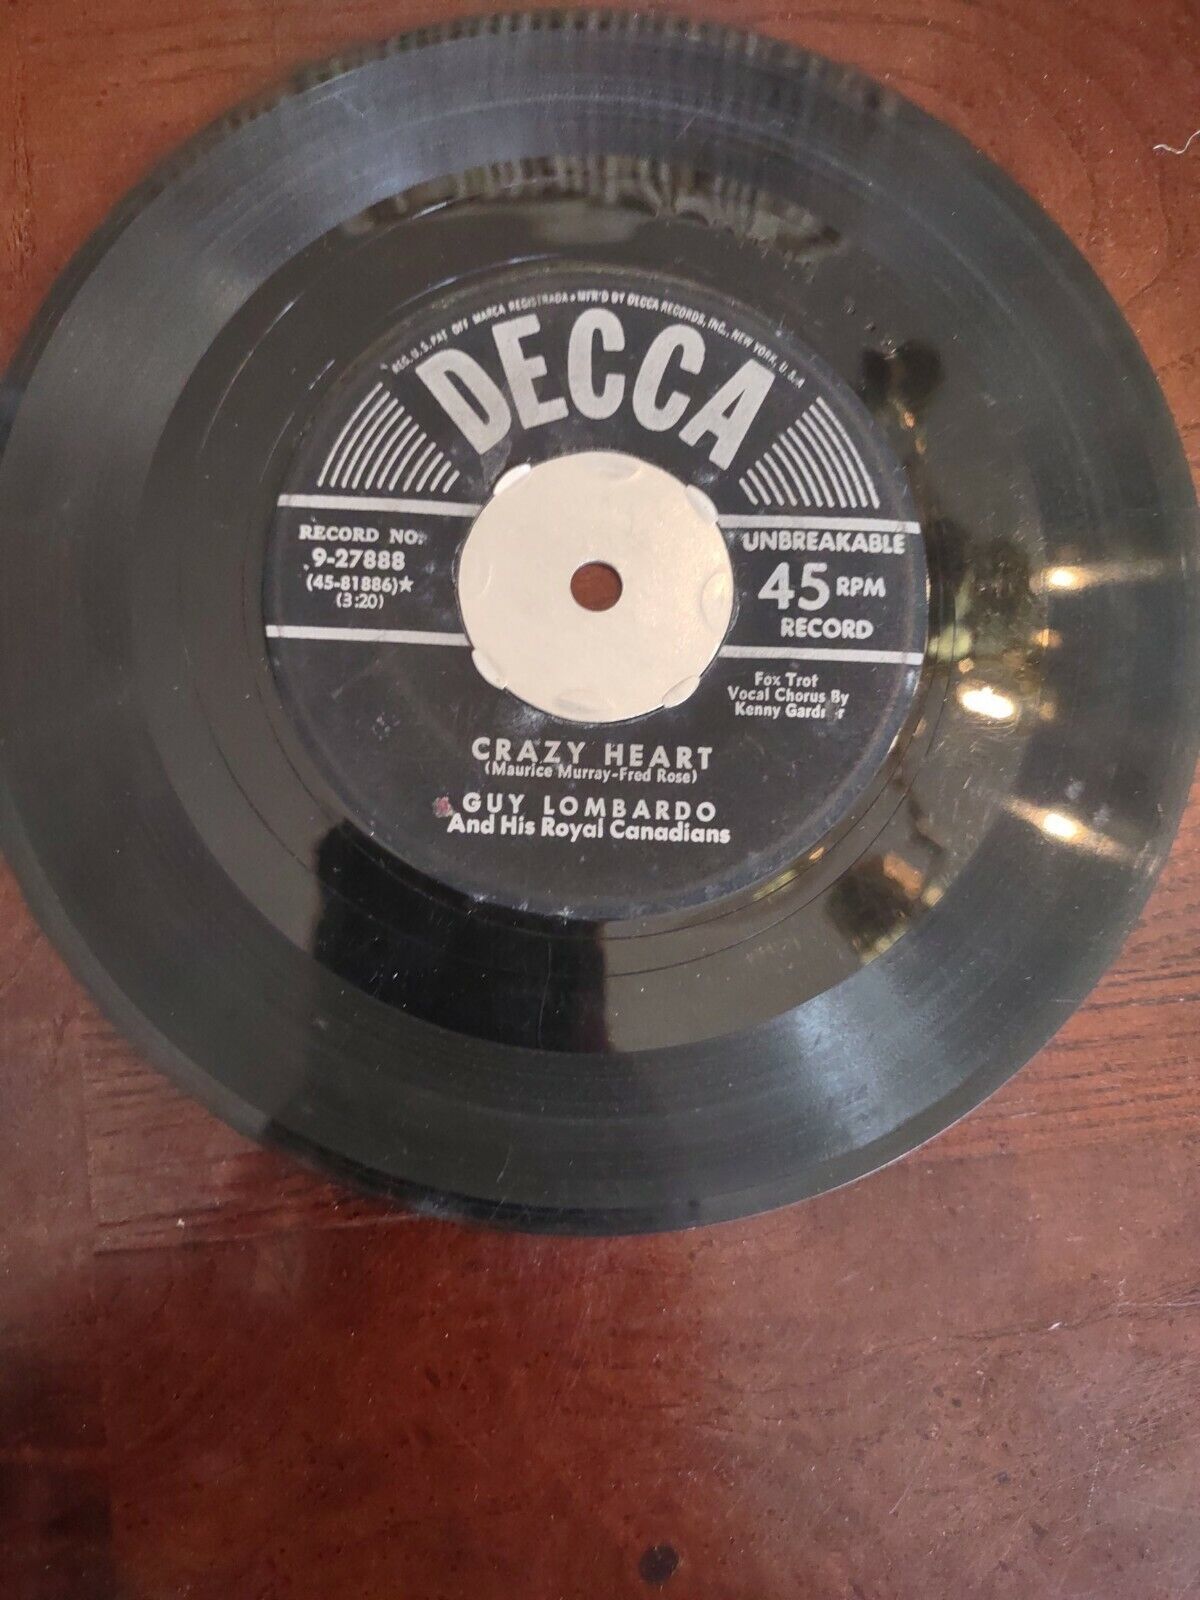 REG. U.S. PAT OFF MARCA REGISTRADA • MF'R'D BY DECCA RECORDS, INC., NEW YORK, U.S.A
DECCA
RECORD NO.
9-27888
(45-81886)★
(3:20)
UNBREAKABLE
45 RPM
RECORD
Fox Trot
Vocal Chorus By
Kenny
CRAZY HEART
(Maurice Murray-Fred Rose)
GUY LOMBARDO
And His Royal Canadians